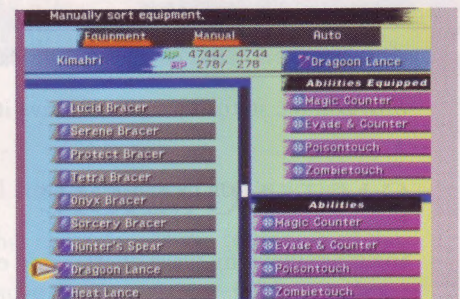 Manually sort equipment.
Equipment Manual Auto
Kimahri HP 4744/ 4744 Dragoon Lance
MP 278/ 278
Abilities Equipped
Magic Counter
Evade & Counter
Poisontouch
Zombietouch
Lucid Bracer
Serene Bracer
Protect Bracer
Tetra Bracer
Onyx Bracer
Sorcery Bracer
Hunter's Spear
Dragoon Lance
Heat Lance
Abilities
Magic Counter
Evade & Counter
Poisontouch
Zombietouch